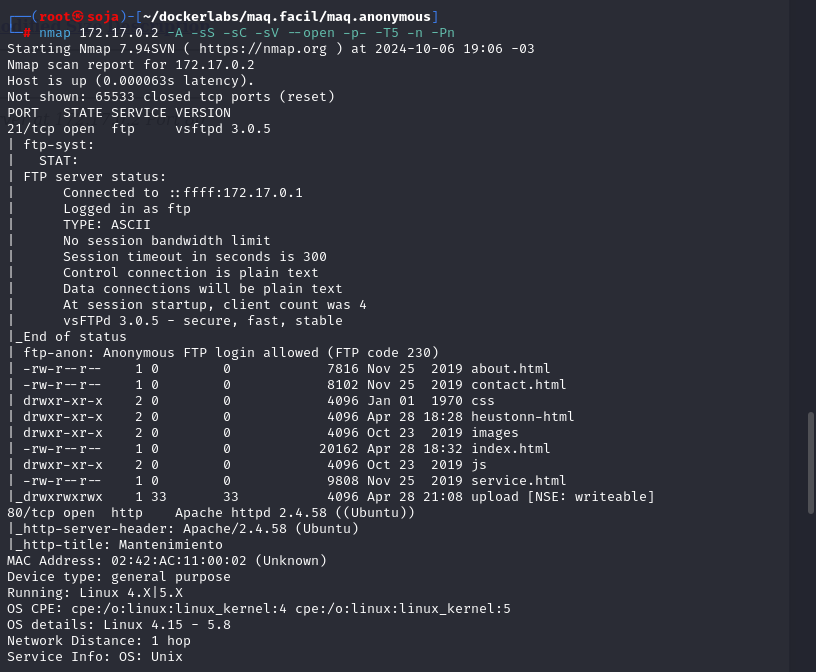 ┌──(root㉿soja)-[~/dockerlabs/maq.facil/maq.anonymous]
└─# nmap 172.17.0.2 -A -sS -sC -sV --open -p- -T5 -n -Pn
Starting Nmap 7.94SVN ( https://nmap.org ) at 2024-10-06 19:06 -03
Nmap scan report for 172.17.0.2
Host is up (0.000063s latency).
Not shown: 65533 closed tcp ports (reset)
PORT   STATE SERVICE VERSION
21/tcp open  ftp     vsftpd 3.0.5
| ftp-syst:
|   STAT:
| FTP server status:
|      Connected to ::ffff:172.17.0.1
|      Logged in as ftp
|      TYPE: ASCII
|      No session bandwidth limit
|      Session timeout in seconds is 300
|      Control connection is plain text
|      Data connections will be plain text
|      At session startup, client count was 4
|      vsFTPd 3.0.5 - secure, fast, stable
|_End of status
| ftp-anon: Anonymous FTP login allowed (FTP code 230)
| -rw-r--r--    1 0        0            7816 Nov 25  2019 about.html
| -rw-r--r--    1 0        0            8102 Nov 25  2019 contact.html
| drwxr-xr-x    2 0        0            4096 Jan 01  1970 css
| drwxr-xr-x    2 0        0            4096 Apr 28 18:28 heustonn-html
| drwxr-xr-x    2 0        0            4096 Oct 23  2019 images
| -rw-r--r--    1 0        0           20162 Apr 28 18:32 index.html
| drwxr-xr-x    2 0        0            4096 Oct 23  2019 js
| -rw-r--r--    1 0        0            9808 Nov 25  2019 service.html
|_drwxrwxrwx    1 33       33           4096 Apr 28 21:08 upload [NSE: writeable]
80/tcp open  http    Apache httpd 2.4.58 ((Ubuntu))
|_http-server-header: Apache/2.4.58 (Ubuntu)
|_http-title: Mantenimiento
MAC Address: 02:42:AC:11:00:02 (Unknown)
Device type: general purpose
Running: Linux 4.X|5.X
OS CPE: cpe:/o:linux:linux_kernel:4 cpe:/o:linux:linux_kernel:5
OS details: Linux 4.15 - 5.8
Network Distance: 1 hop
Service Info: OS: Unix